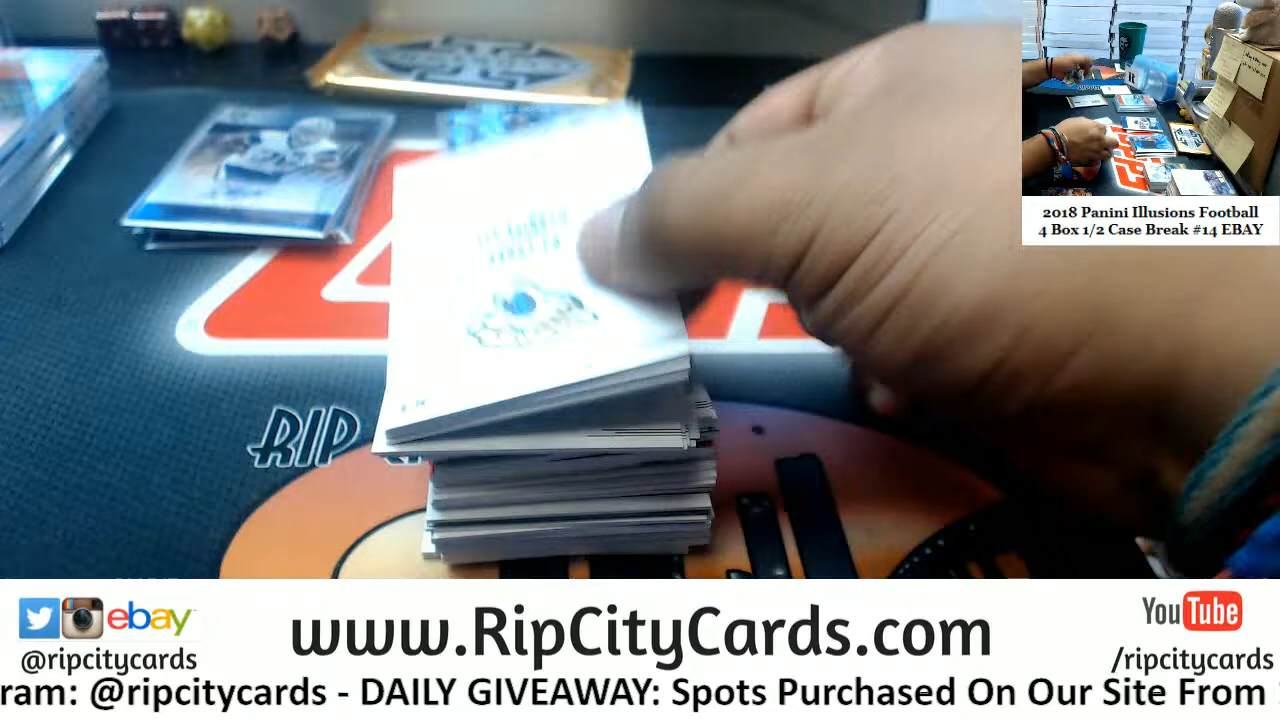 2018 Panini Illusions Football
4 Box 1/2 Case Break #14 EBAY
RIP
ebay
www.RipCityCards.com
YouTube
@ripcitycards
/ripcitycards
ram: @ripcitycards - DAILY GIVEAWAY: Spots Purchased On Our Site From